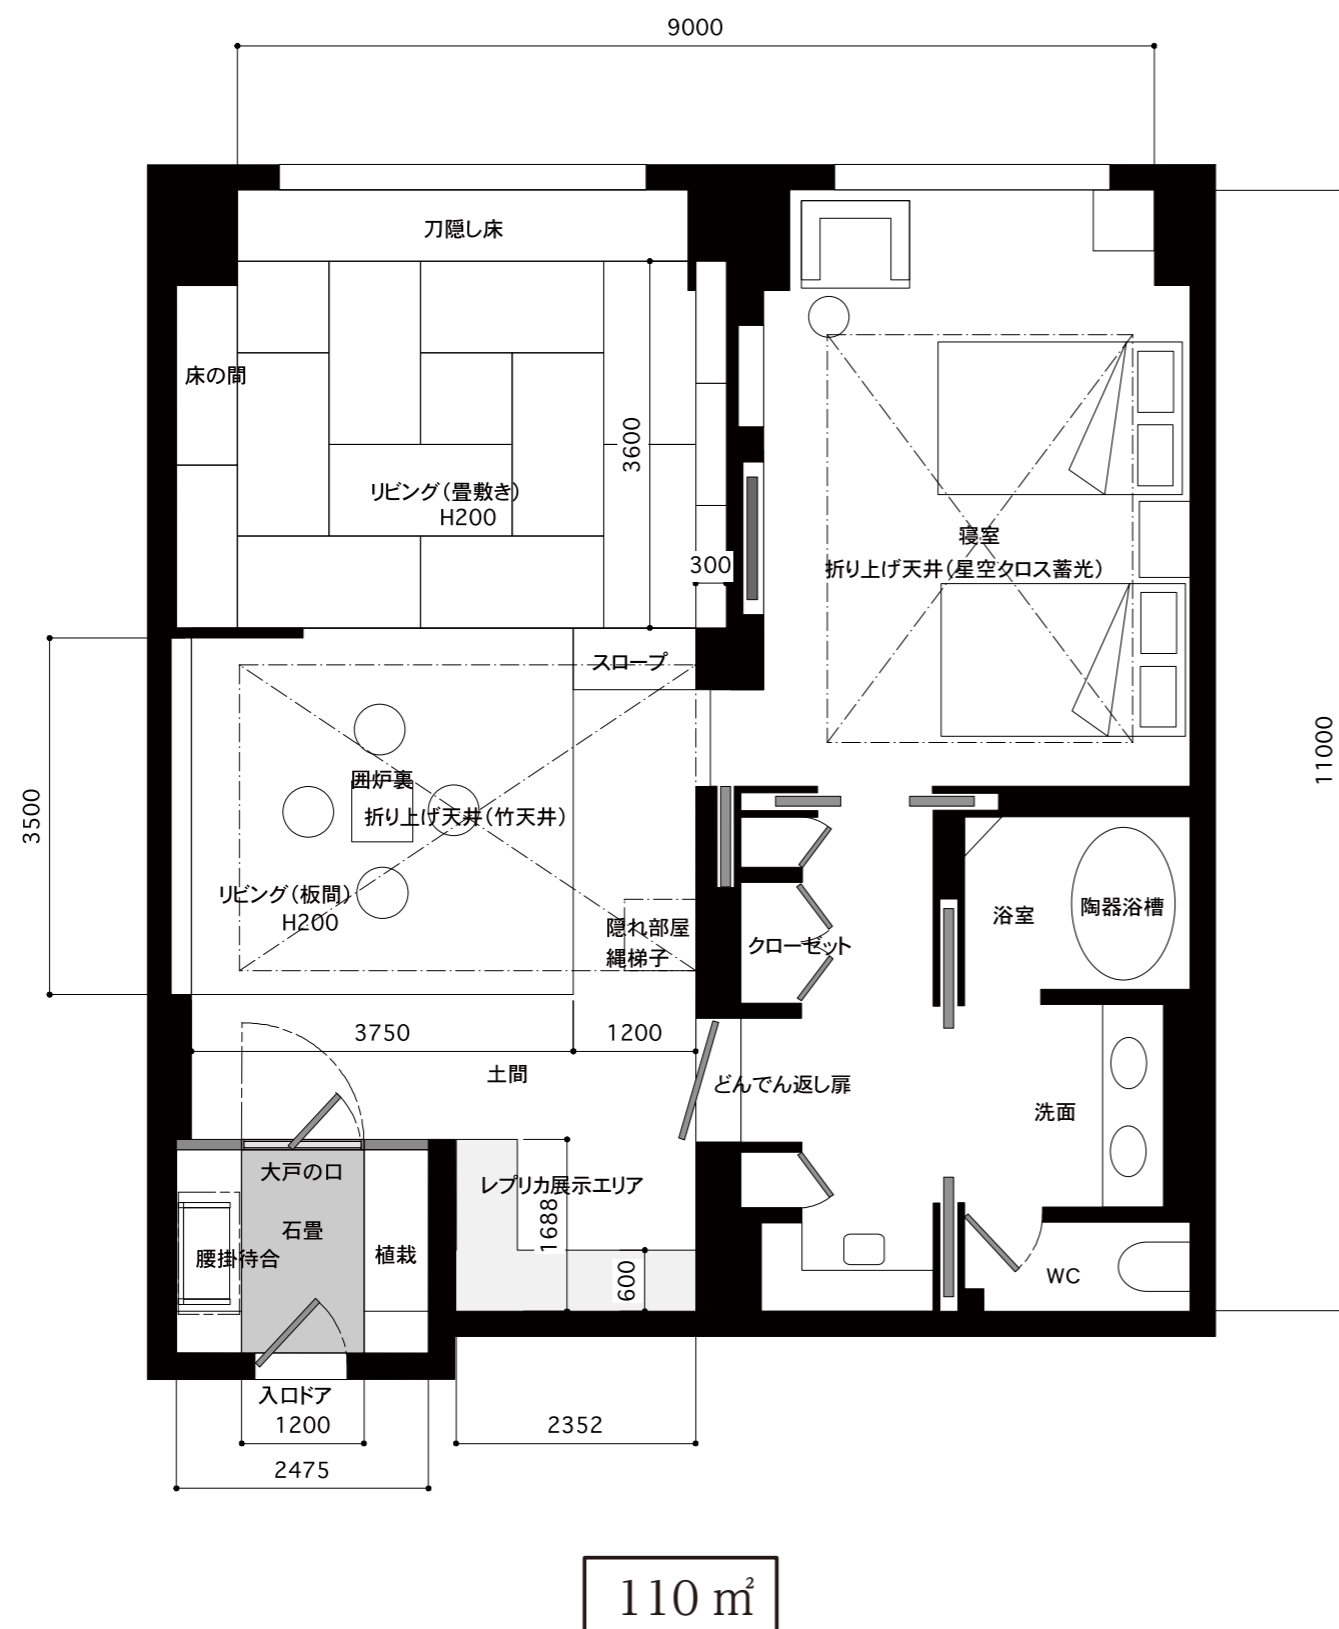 9000
刀隠し床
床の間
3600
リビング（畳敷き）
H200
300
寝室
折り上げ天井（星空クロス蓄光）
スロープ
11000
3500
囲炉裏
折り上げ天井（竹天井）
リビング（板間）
H200
隠れ部屋
縄梯子
クローゼット
浴室
陶器浴槽
3750
1200
土間
どんでん返し扉
洗面
大戸の口
レプリカ展示エリア
1688
石畳
腰掛待合
植栽
600
WC
入口ドア
1200
2352
2475
110 ㎡